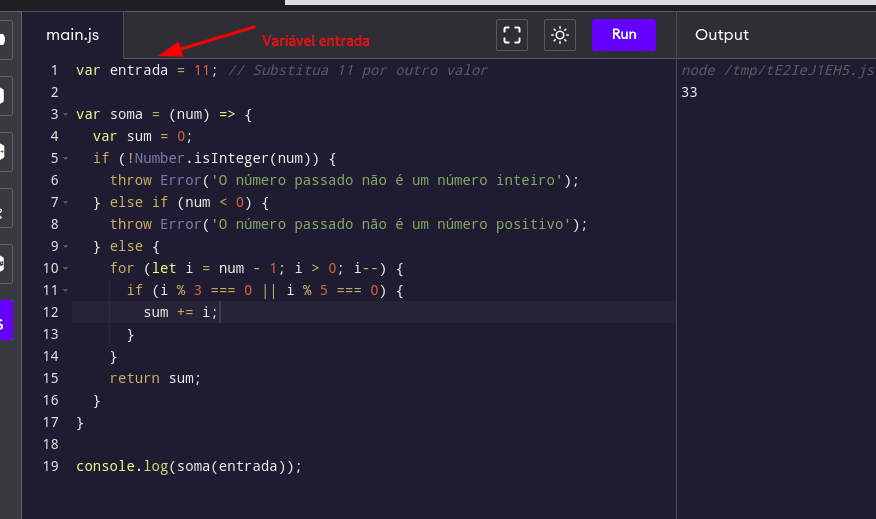 main.js
Variável entrada
Run
Output
1 var entrada = 11; // Substitua 11 por outro valor
2
3 var soma = (num) => {
4 var sum = 0;
5 if (!Number.isInteger(num)) {
6 throw Error('O número passado não é um número inteiro');
7 } else if (num < 0) {
8 throw Error('O número passado não é um número positivo');
9 } else {
10 for (let i = num - 1; i > 0; i--) {
11 if (i % 3 === 0 || i % 5 === 0) {
12 sum += i;
13 }
14 }
15 return sum;
16 }
17 }
18
19 console.log(soma(entrada));
node /tmp/tE2IeJ1EH5.js
33